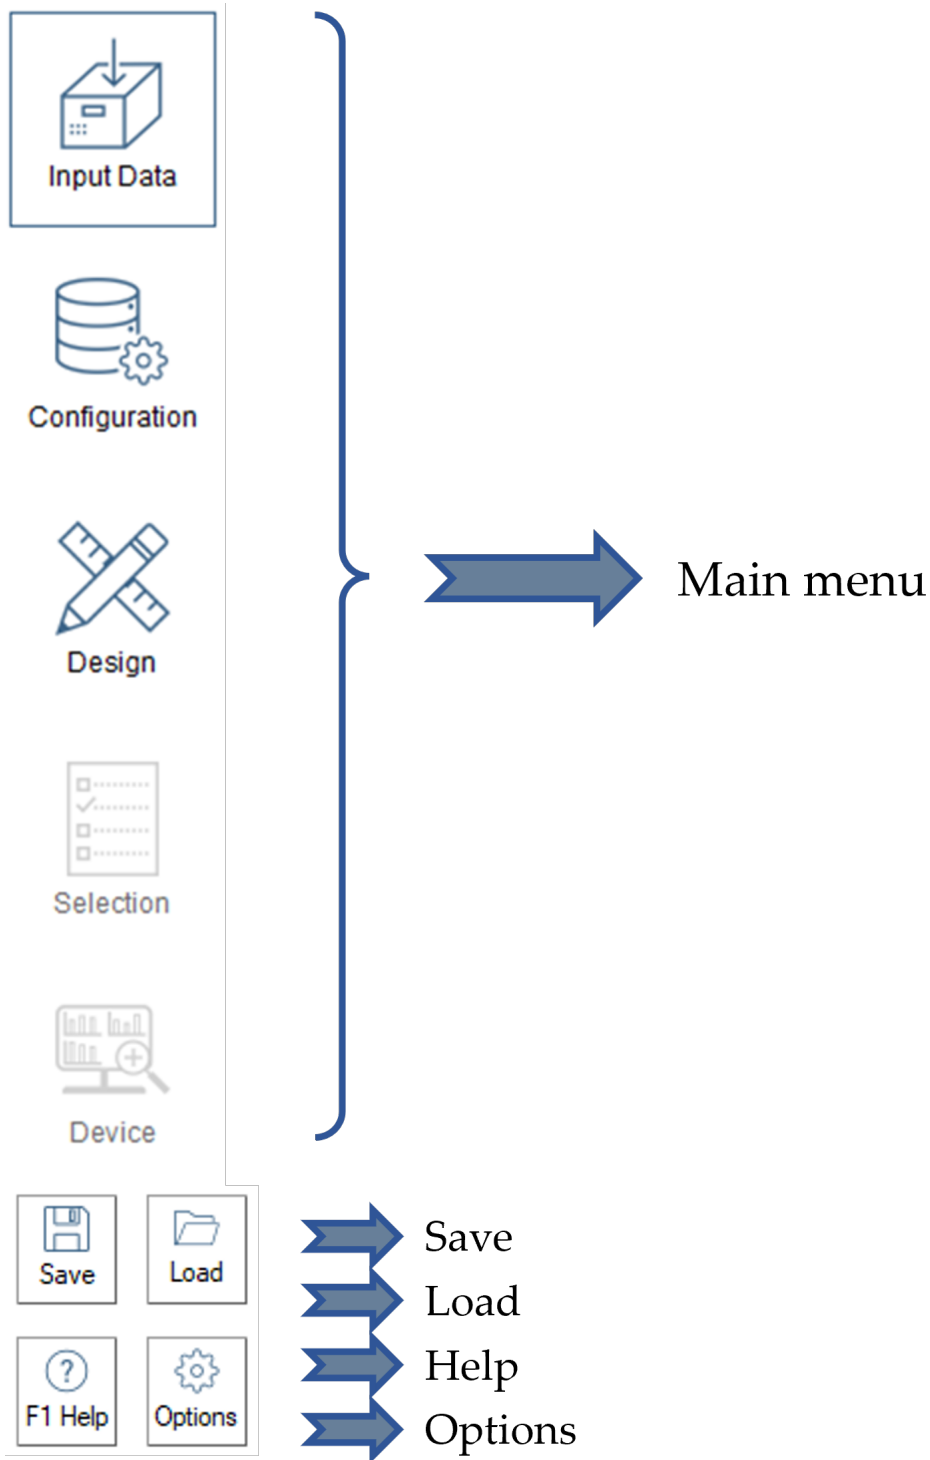 Input Data
Configuration
Design
Main menu
Selection
Device
Save
Load
F1 Help
Options
Save
Load
Help
Options